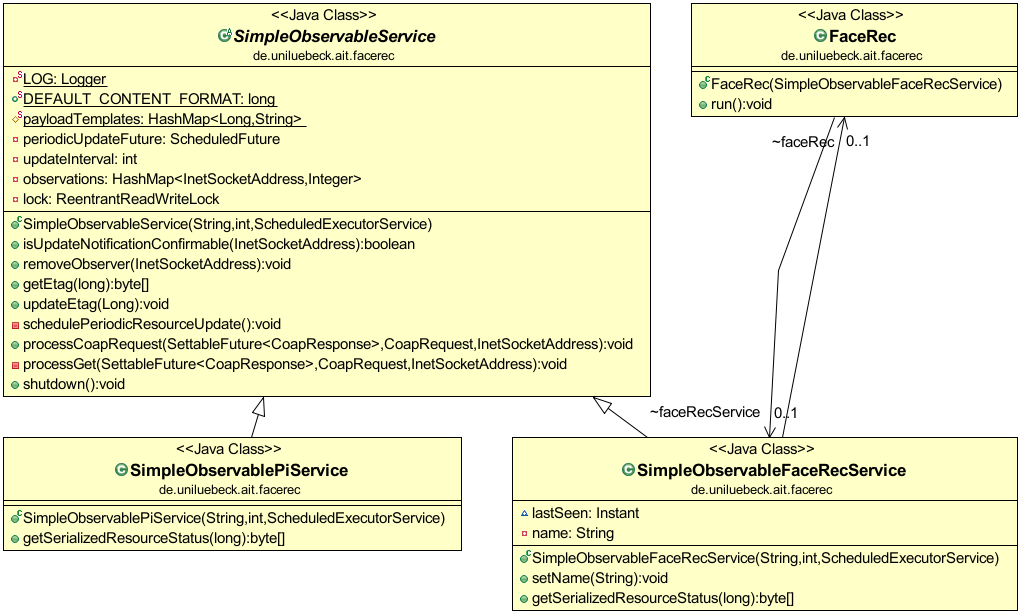 <<Java Class>>
SimpleObservableService
de.uniluebeck.ait.facerec
LOG: Logger
DEFAULT_CONTENT_FORMAT: long
payloadTemplates: HashMap<Long,String>
periodicUpdateFuture: ScheduledFuture
updateInterval: int
observations: HashMap<InetSocketAddress,Integer>
lock: ReentrantReadWriteLock
SimpleObservableService(String,int,ScheduledExecutorService)
isUpdateNotificationConfirmable(InetSocketAddress):boolean
removeObserver(InetSocketAddress):void
getEtag(long):byte[]
updateEtag(Long):void
schedulePeriodicResourceUpdate():void
processCoapRequest(SettableFuture<CoapResponse>,CoapRequest,InetSocketAddress):void
processGet(SettableFuture<CoapResponse>,CoapRequest,InetSocketAddress):void
shutdown():void
<<Java Class>>
FaceRec
de.uniluebeck.ait.facerec
FaceRec(SimpleObservableFaceRecService)
run():void
~faceRec
0..1
~faceRecService
0..1
<<Java Class>>
SimpleObservablePiService
de.uniluebeck.ait.facerec
SimpleObservablePiService(String,int,ScheduledExecutorService)
getSerializedResourceStatus(long):byte[]
<<Java Class>>
SimpleObservableFaceRecService
de.uniluebeck.ait.facerec
lastSeen: Instant
name: String
SimpleObservableFaceRecService(String,int,ScheduledExecutorService)
setName(String):void
getSerializedResourceStatus(long):byte[]